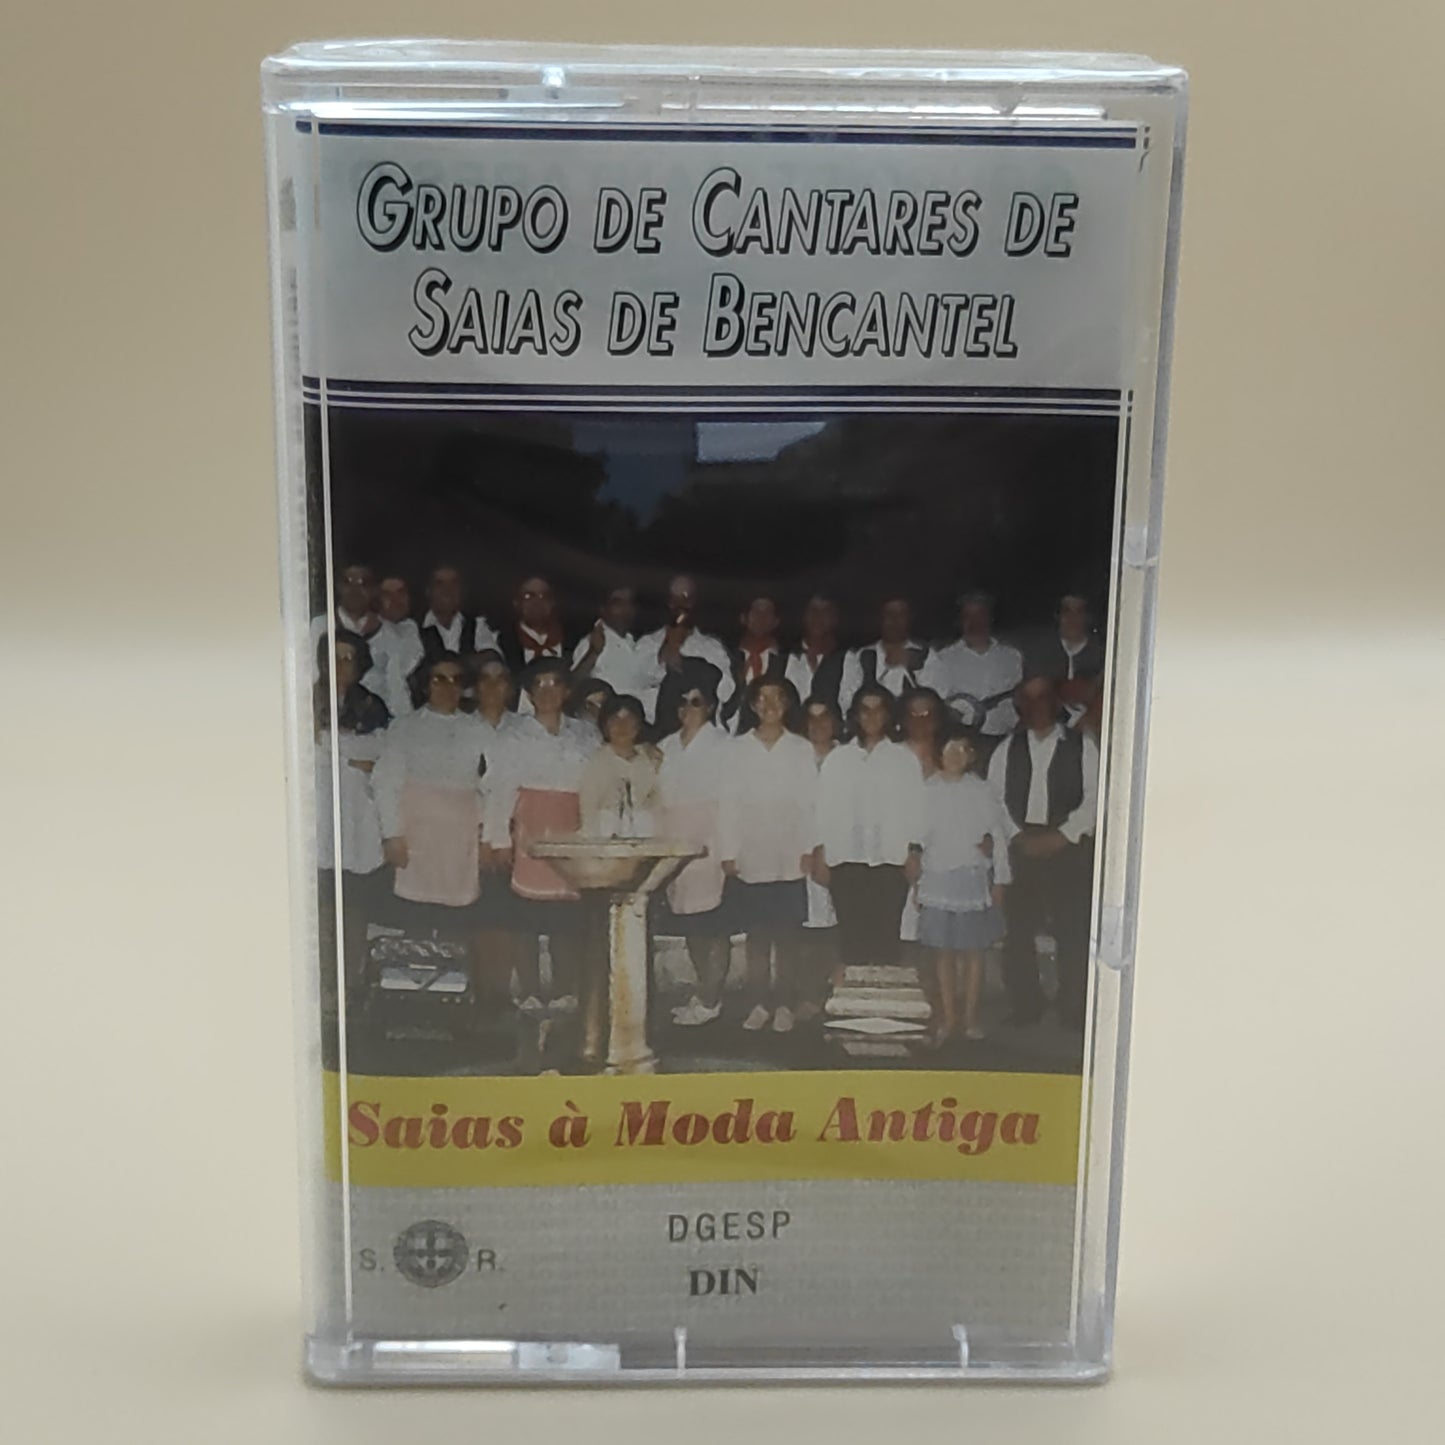 GRUPO DE CANTARES DE
SAIAS DE BENCANTEL
Saias à Moda Antiga
DGESP
S. R.
DIN